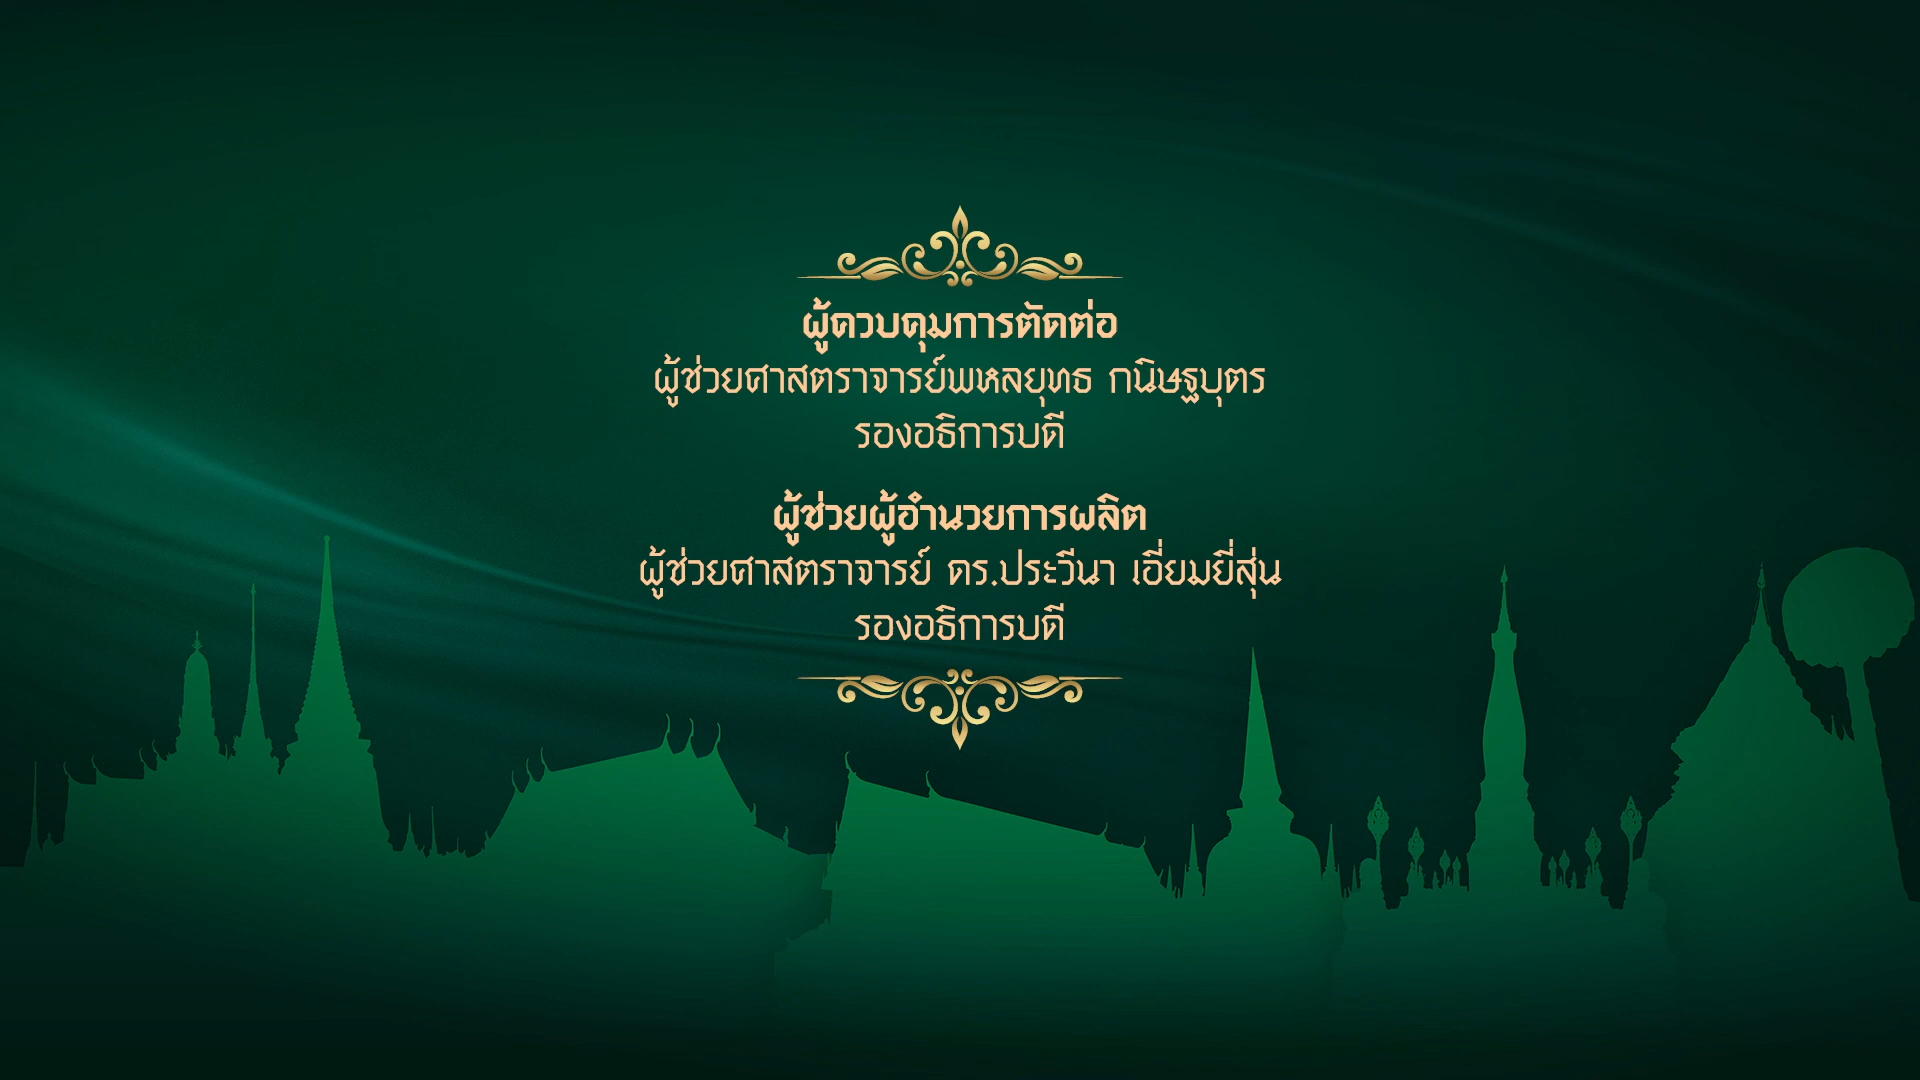 ผู้ควบคุมการตัดต่อ
ผู้ช่วยศาสตราจารย์พหลยุทธ กนิษฐบุตร
รองอธิการบดี
ผู้ช่วยผู้อำนวยการผลิต
ผู้ช่วยศาสตราจารย์ ดร.ประวีนา เอี่ยมยี่สุ่น
รองอธิการบดี